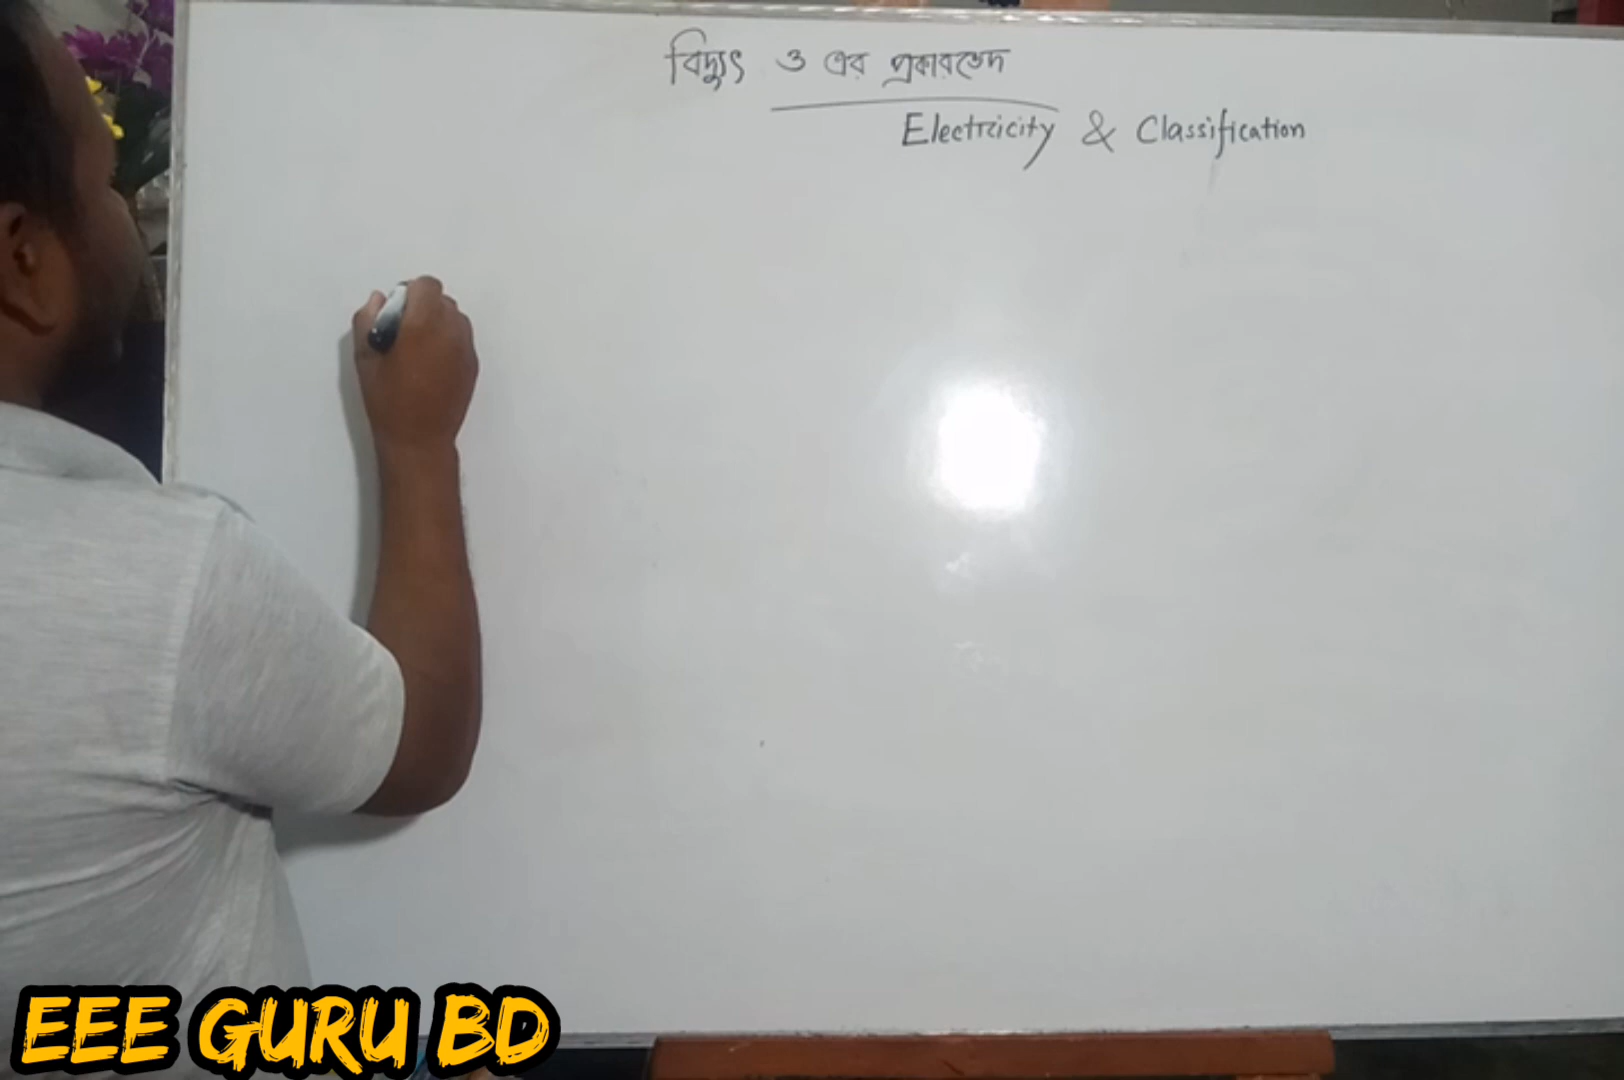 বিদ্যুৎ ও এর প্রকারভেদ
Electricity & Classification
EEE GURU BD